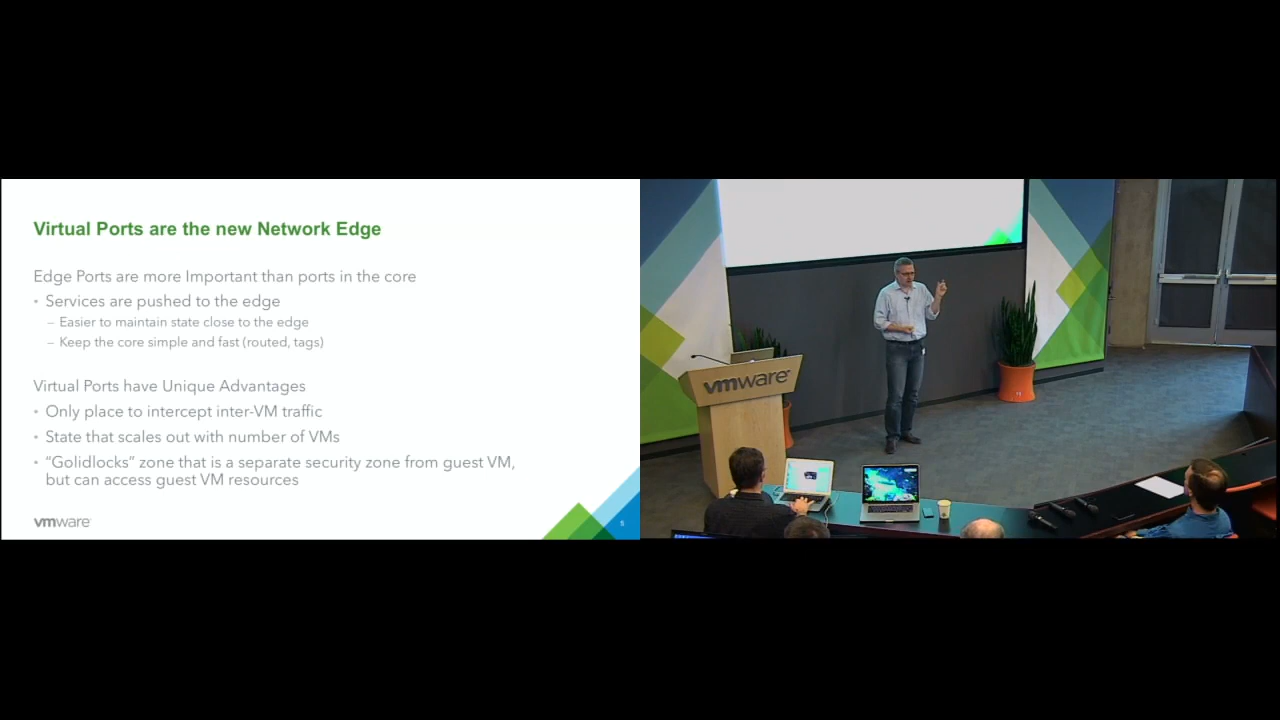 Virtual Ports are the new Network Edge
Edge Ports are more Important than ports in the core
• Services are pushed to the edge
– Easier to maintain state close to the edge
– Keep the core simple and fast (routed, tags)
Virtual Ports have Unique Advantages
• Only place to intercept inter-VM traffic
• State that scales out with number of VMs
• “Golidlocks” zone that is a separate security zone from guest VM,
but can access guest VM resources
vmware
5
vmware